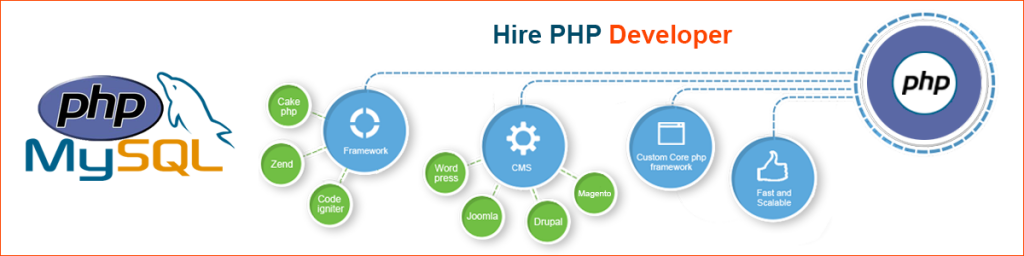 Hire PHP Developer
php
MySQL
php
Cake
php
Zend
Code
igniter
Framework
Word
press
Joomla
Drupal
Magento
CMS
Custom Core php
framework
Fast and
Scalable